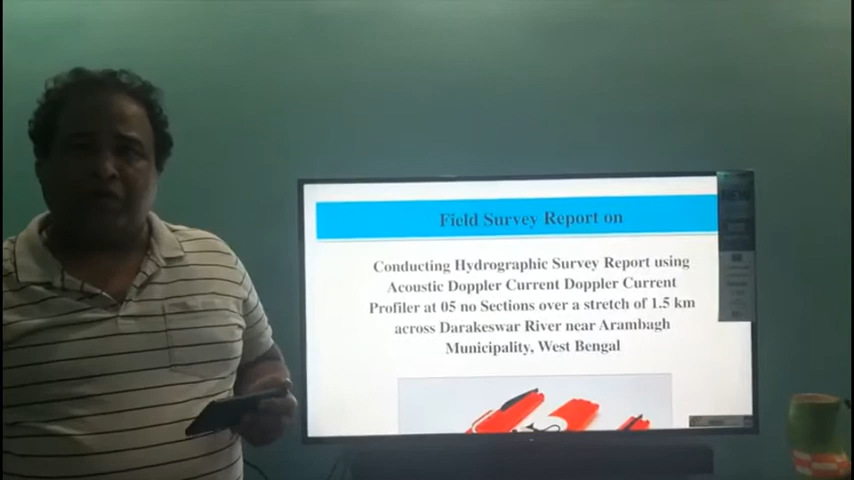 Field Survey Report on
Conducting Hydrographic Survey Report using
Acoustic Doppler Current Doppler Current
Profiler at 05 no Sections over a stretch of 1.5 km
across Darakeswar River near Arambagh
Municipality, West Bengal
NEW